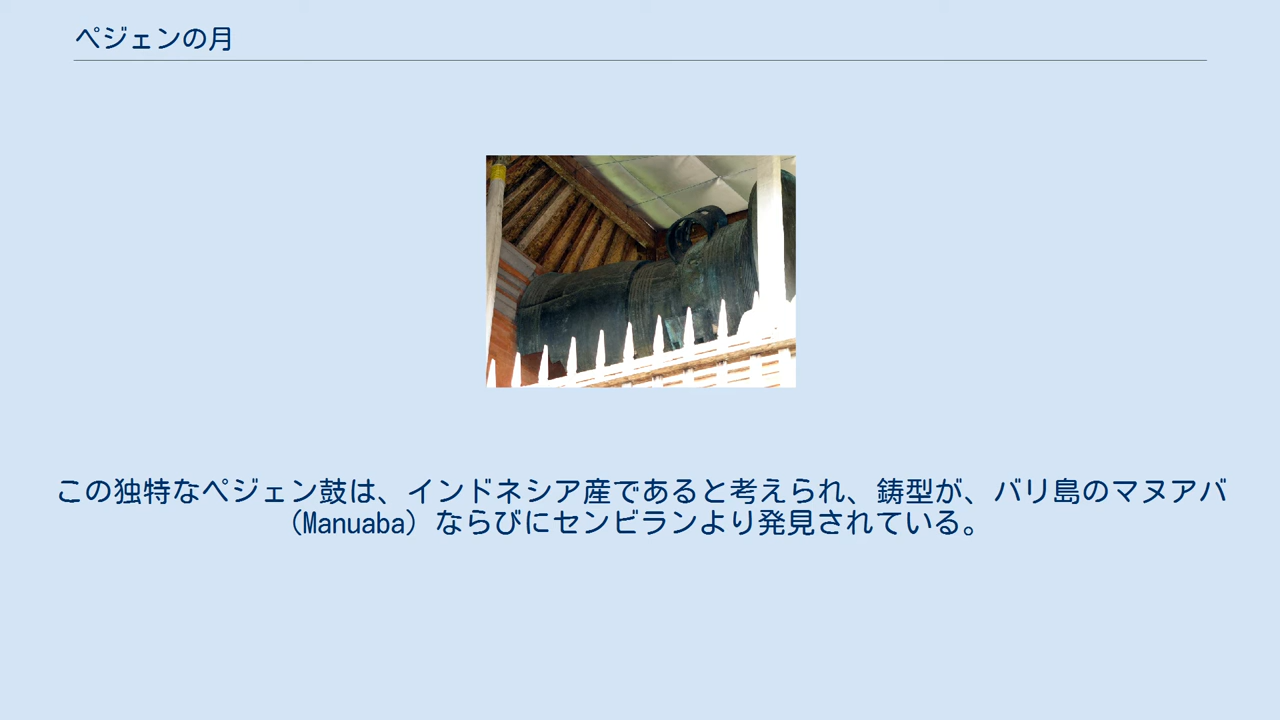 ペジェンの月
この独特なペジェン鼓は、インドネシア産であると考えられ、鋳型が、バリ島のマヌアバ
（Manuaba）ならびにセンビランより発見されている。